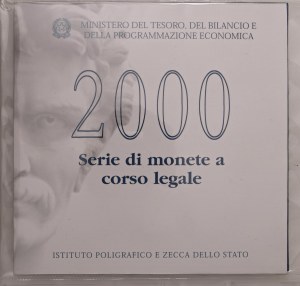 MINISTERO DEL TESORO, DEL BILANCIO E
DELLA PROGRAMMAZIONE ECONOMICA
2000
Serie di monete a
corso legale
ISTITUTO POLIGRAFICO E ZECCA DELLO STATO